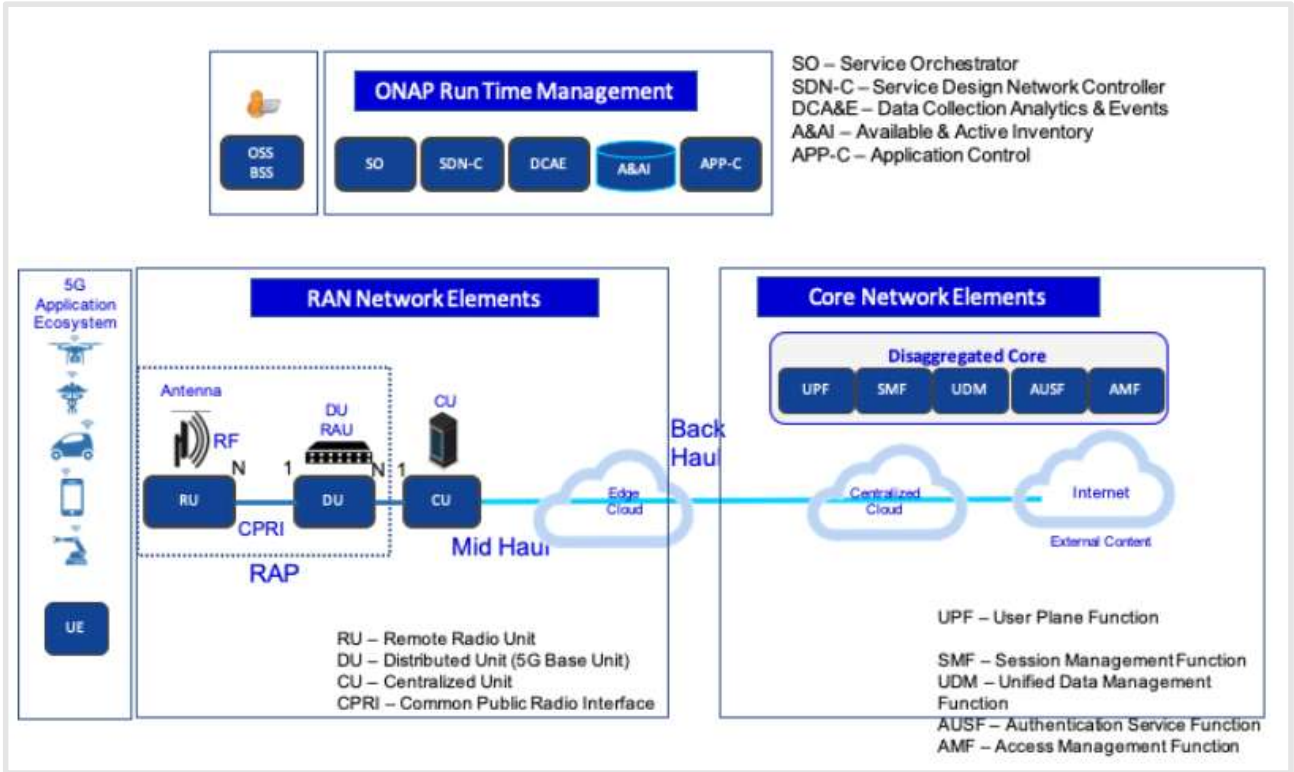 ONAP Run Time Management
OSS
BSS
SO
SDN-C
DCAE
A&AI
APP-C
SO – Service Orchestrator
SDN-C – Service Design Network Controller
DCA&E – Data Collection Analytics & Events
A&AI – Available & Active Inventory
APP-C – Application Control
5G
Application
Ecosystem
UE
RAN Network Elements
Antenna
RF
DU
RAU
CU
N
1
N
1
RU
DU
CU
CPRI
RAP
Mid Haul
Edge
Cloud
Back
Haul
RU – Remote Radio Unit
DU – Distributed Unit (5G Base Unit)
CU – Centralized Unit
CPRI – Common Public Radio Interface
Core Network Elements
Disaggregated Core
UPF
SMF
UDM
AUSF
AMF
Centralized
Cloud
Internet
External Content
UPF – User Plane Function
SMF – Session Management Function
UDM – Unified Data Management
Function
AUSF – Authentication Service Function
AMF – Access Management Function